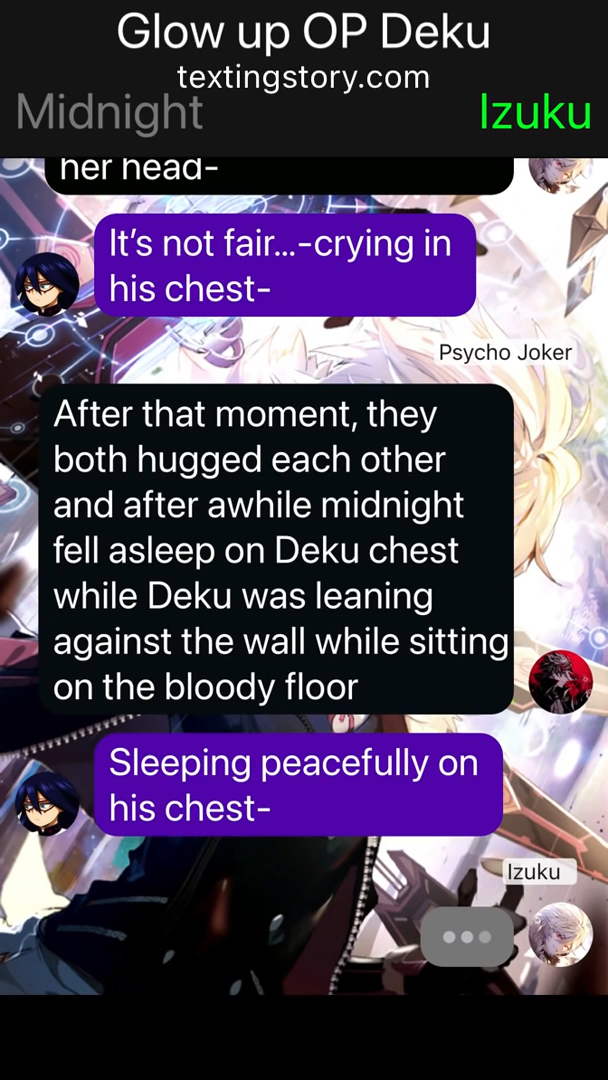 Glow up OP Deku
textingstory.com
Midnight
Izuku
her head-
It’s not fair...-crying in
his chest-
Psycho Joker
After that moment, they
both hugged each other
and after awhile midnight
fell asleep on Deku chest
while Deku was leaning
against the wall while sitting
on the bloody floor
Sleeping peacefully on
his chest-
Izuku